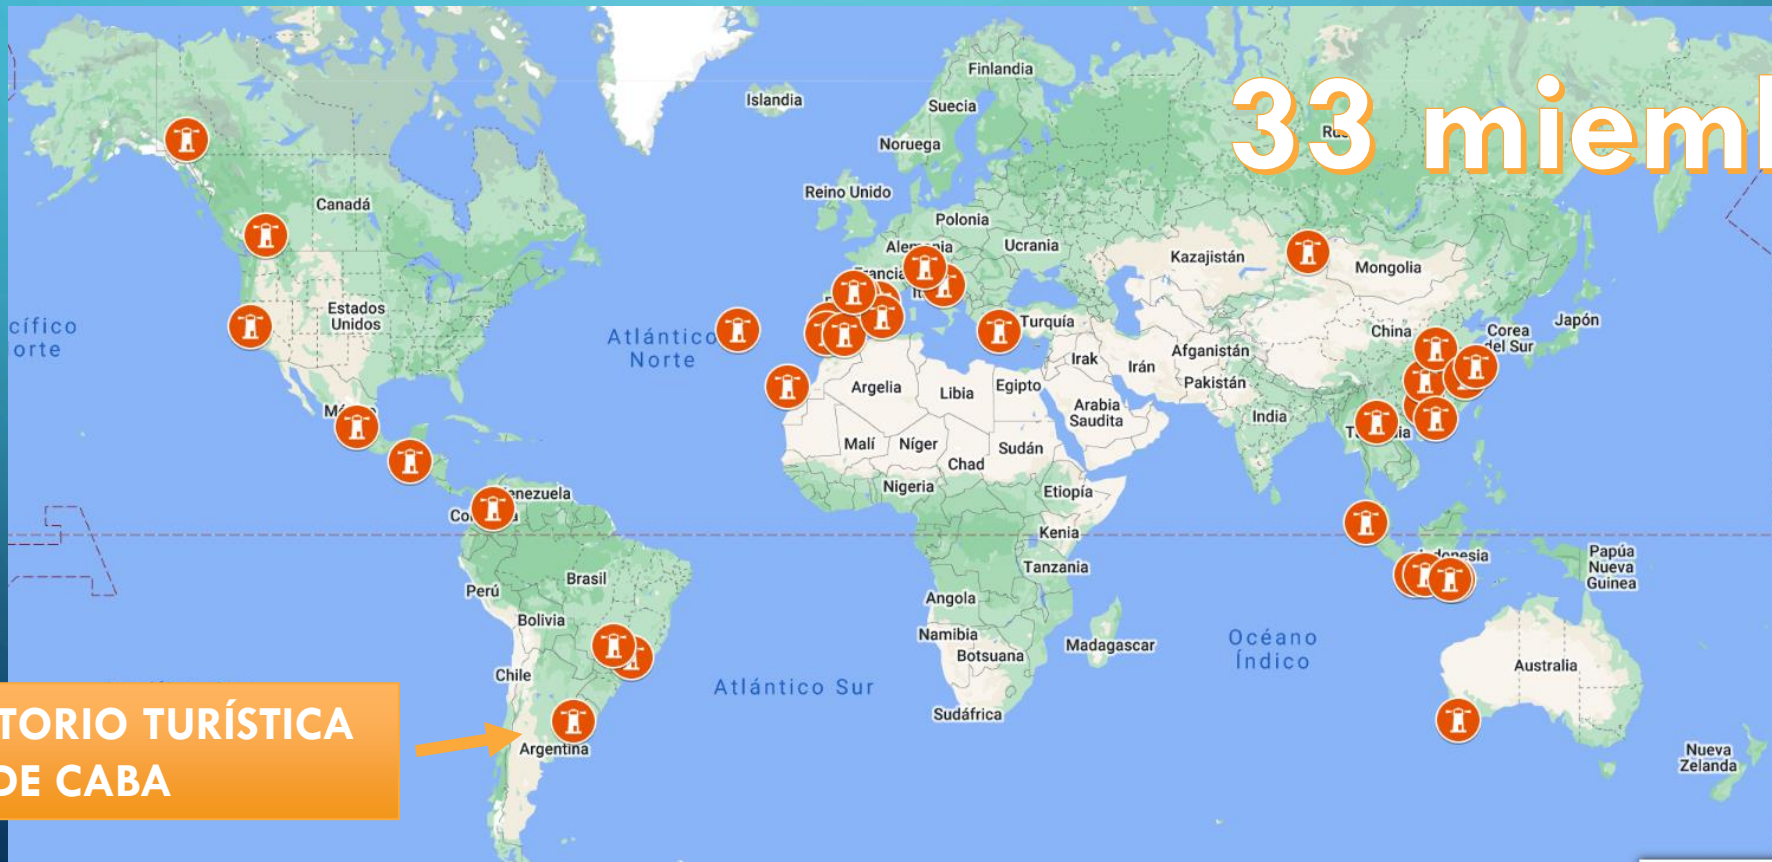 33 miem
Finlandia
Islandia
Suecia
Noruega
Reino Unido
Canadá
Polonia
Ucrania
Kazajistán
Mongolia
Estados
Unidos
Atlántico
Norte
Turquía
China
Corea
del Sur
Japón
Irak
Irán
Afganistán
Pakistán
Argelia
Libia
Egipto
Arabia
Saudita
India
Malí
Níger
Chad
Sudán
Nigeria
Etiopía
Kenia
Tanzania
Papúa
Nueva
Guinea
Brasil
Perú
Bolivia
Angola
Namibia
Botsuana
Madagascar
Océano
Índico
Australia
Chile
Atlántico Sur
Sudáfrica
Argentina
Nueva
Zelanda
TORIO TURÍSTICA
DE CABA